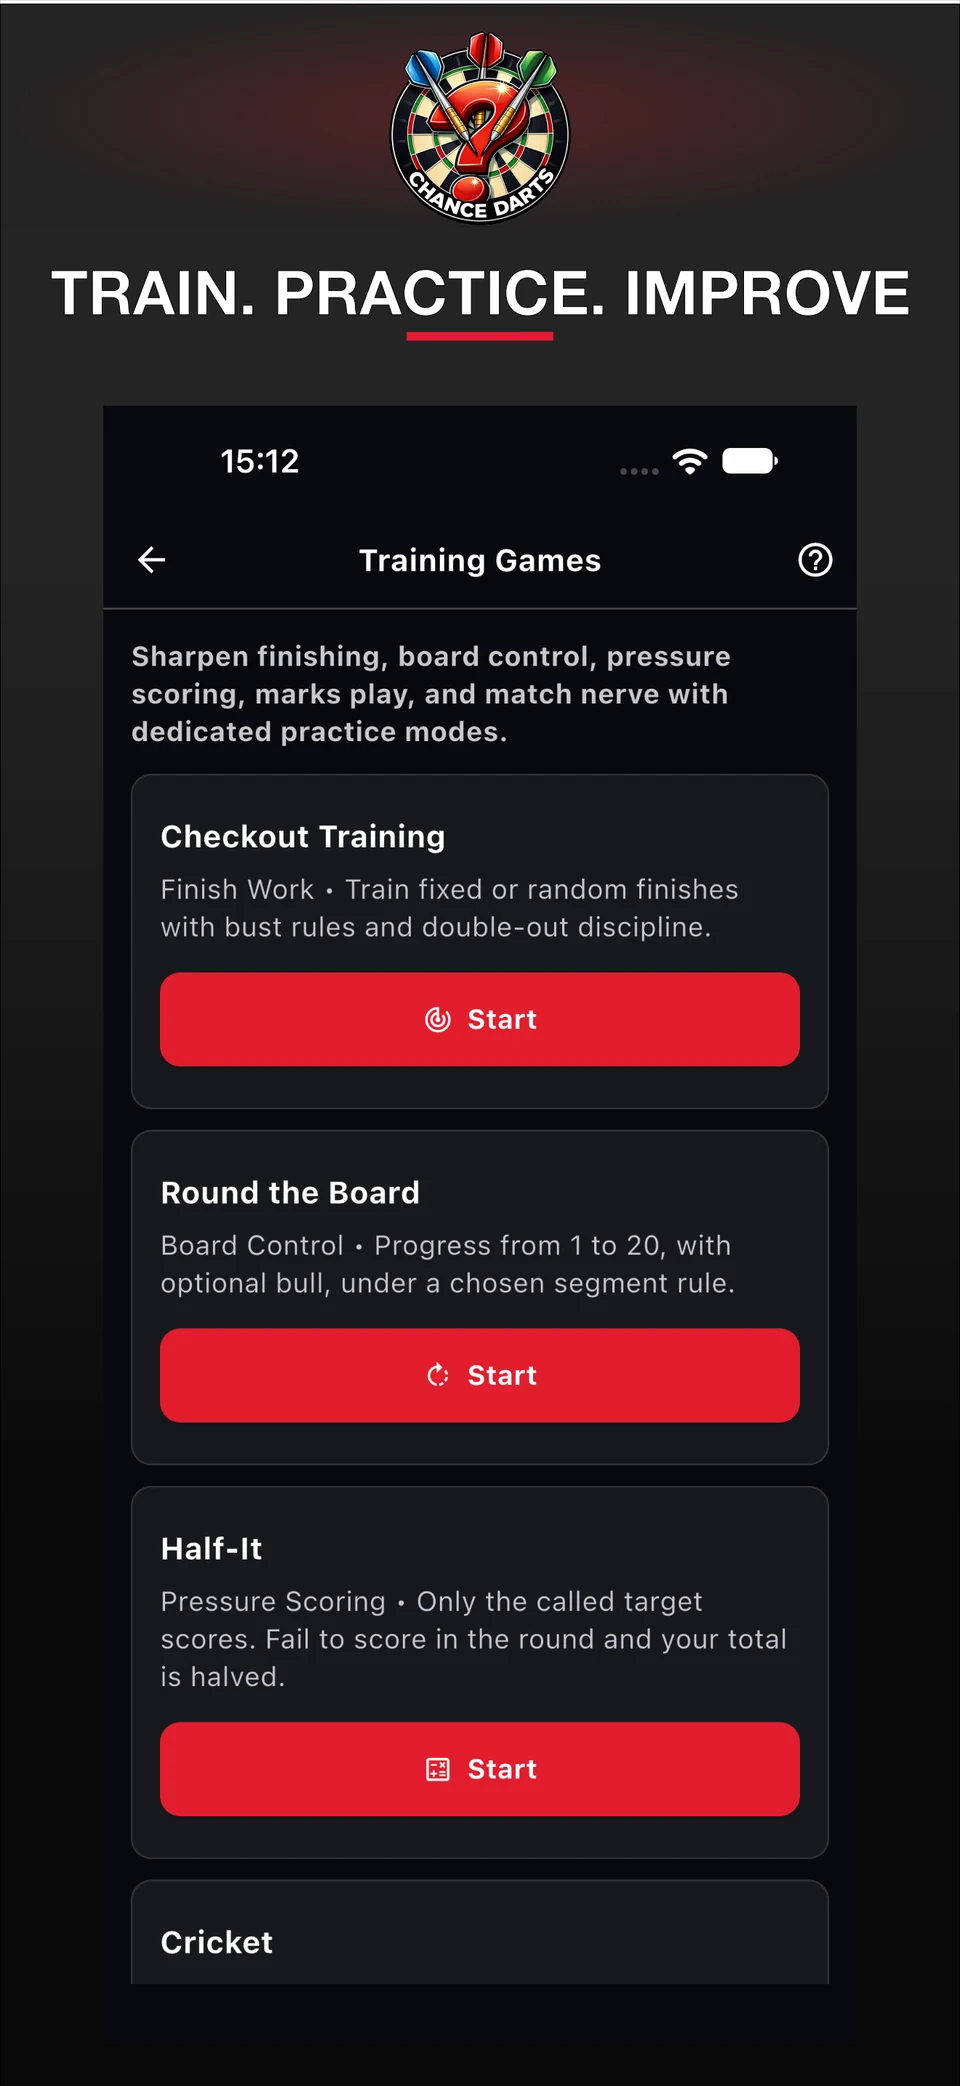 CHANCE DARTS
TRAIN. PRACTICE. IMPROVE
15:12
Training Games
Sharpen finishing, board control, pressure
scoring, marks play, and match nerve with
dedicated practice modes.
Checkout Training
Finish Work • Train fixed or random finishes
with bust rules and double-out discipline.
Start
Round the Board
Board Control • Progress from 1 to 20, with
optional bull, under a chosen segment rule.
Start
Half-It
Pressure Scoring • Only the called target
scores. Fail to score in the round and your total
is halved.
Start
Cricket